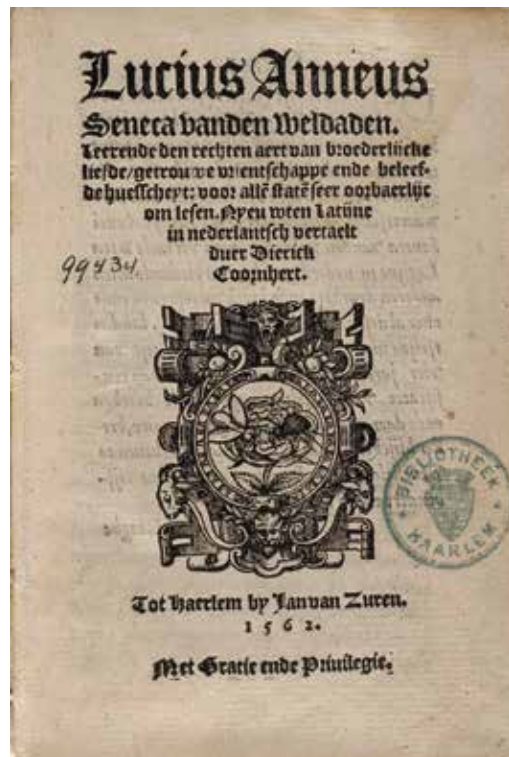 Lucius Anneus
Seneca vanden Weldaden.
Leerende den rechten aert van broederlijcke
liefde/getrouwe vrientschappe ende beleef-
de huesscheyt: voor allē statē seer oorbaerlijc
om lesen. Nyeu wten Latijne
in nederlantsch vertaelt
duer Dierick
Coornhert.
99434
Tot Haerlem by Jan van Zuren.
1562.
Met Gratie ende Privilegie.
BIBLIOTHEEK
HAARLEM